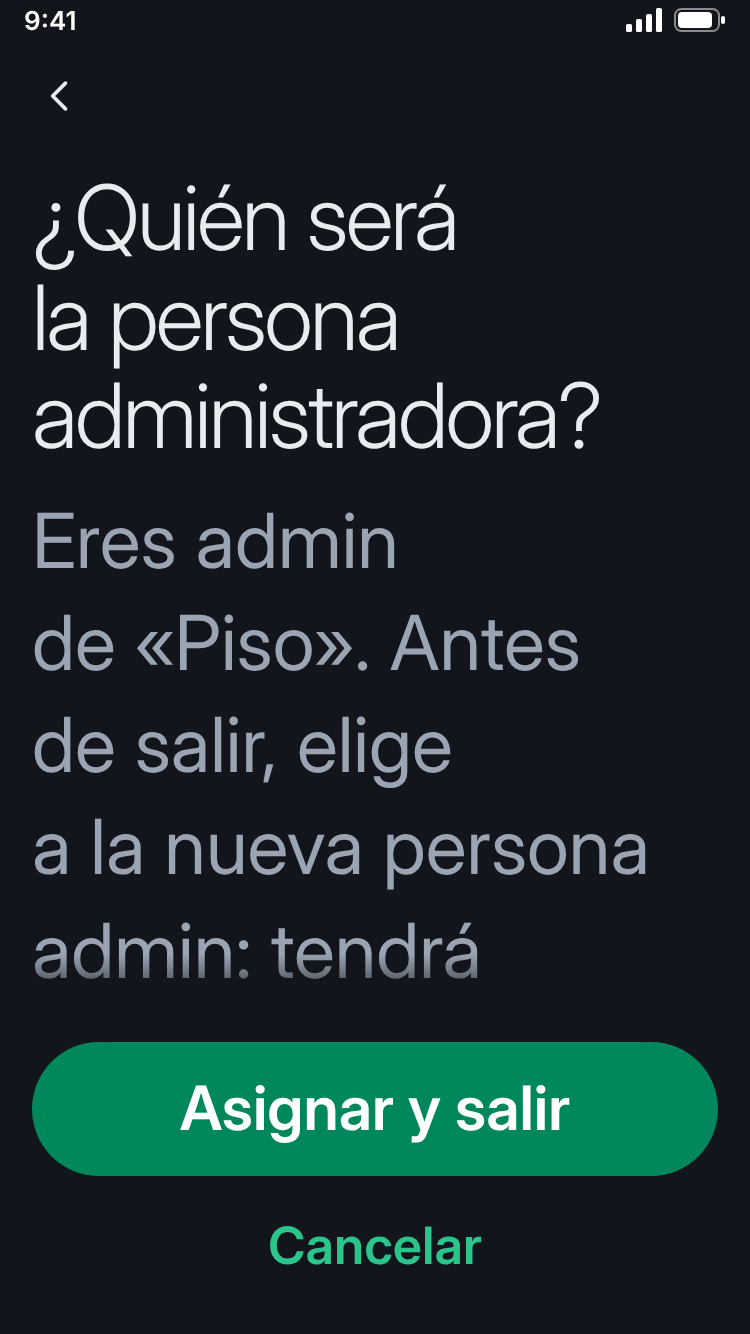 9:41
¿Quién será
la persona
administradora?
Eres admin
de «Piso». Antes
de salir, elige
a la nueva persona
admin: tendrá
Asignar y salir
Cancelar